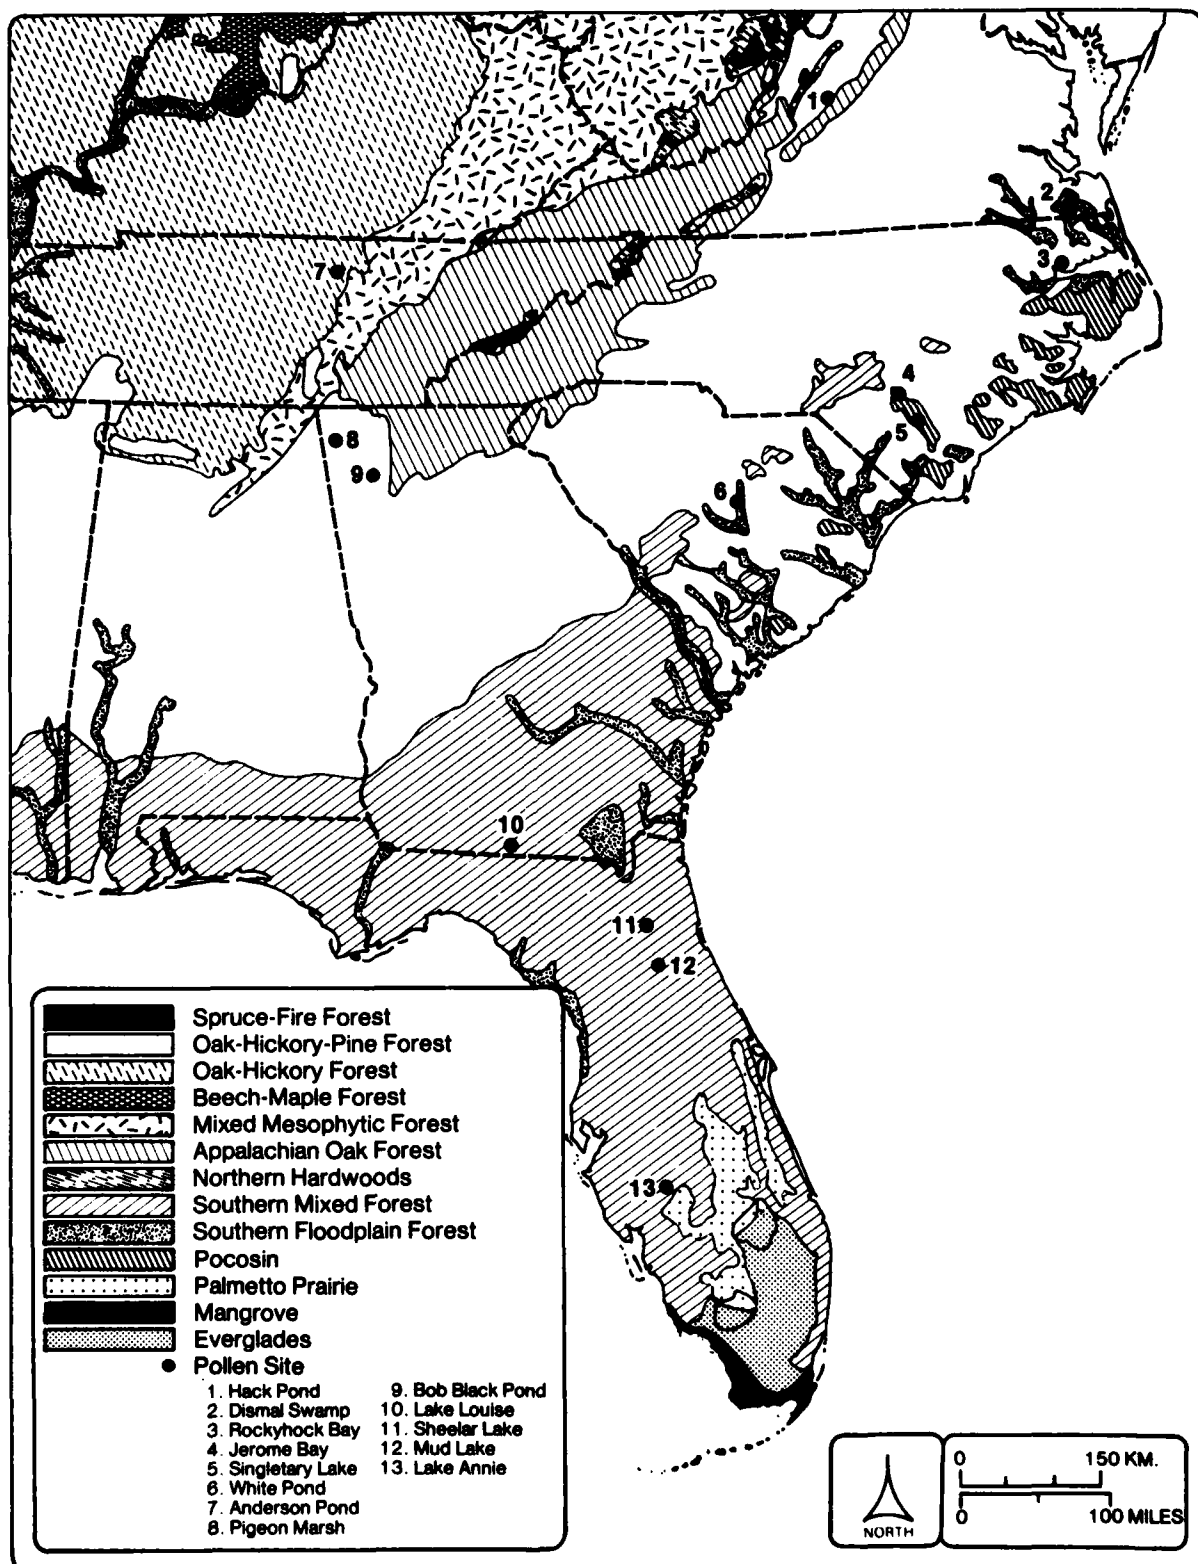 1
2
3
7
4
8
5
9
6
10
11
12
13
Spruce-Fire Forest
Oak-Hickory-Pine Forest
Oak-Hickory Forest
Beech-Maple Forest
Mixed Mesophytic Forest
Appalachian Oak Forest
Northern Hardwoods
Southern Mixed Forest
Southern Floodplain Forest
Pocosin
Palmetto Prairie
Mangrove
Everglades
Pollen Site
1. Hack Pond 9. Bob Black Pond
2. Dismal Swamp 10. Lake Louise
3. Rockyhock Bay 11. Sheelar Lake
4. Jerome Bay 12. Mud Lake
5. Singletary Lake 13. Lake Annie
6. White Pond
7. Anderson Pond
8. Pigeon Marsh
NORTH
0 150 KM.
0 100 MILES